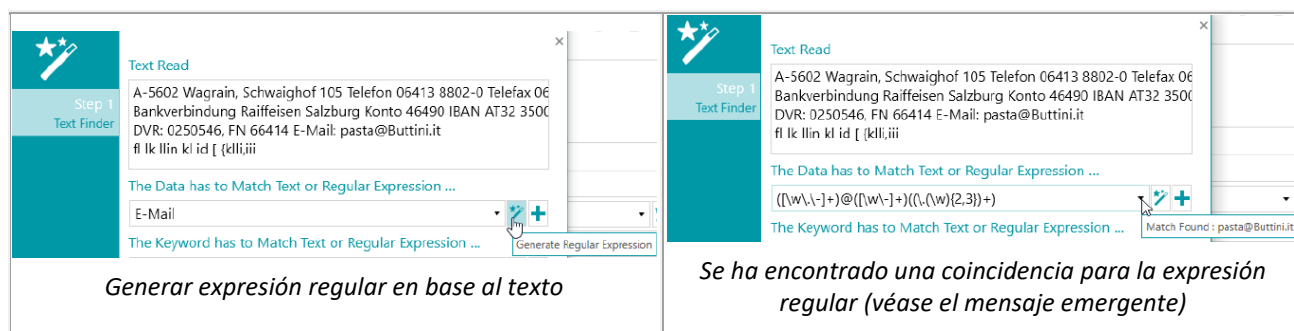 Text Read
A-5602 Wagrain, Schwaighof 105 Telefon 06413 8802-0 Telefax 06
Bankverbindung Raiffeisen Salzburg Konto 46490 IBAN AT32 3500
DVR: 0250546, FN 66414 E-Mail: pasta@Buttini.it
fl lk llin kl id [ {klli,iii
Step 1
Text Finder
The Data has to Match Text or Regular Expression ...
E-Mail
The Keyword has to Match Text or Regular Expression ...
Generate Regular Expression
Generar expresión regular en base al texto
Text Read
A-5602 Wagrain, Schwaighof 105 Telefon 06413 8802-0 Telefax 06
Bankverbindung Raiffeisen Salzburg Konto 46490 IBAN AT32 3500
DVR: 0250546, FN 66414 E-Mail: pasta@Buttini.it
fl lk llin kl id [ {klli,iii
Step 1
Text Finder
The Data has to Match Text or Regular Expression ...
([\w\.\-]+)@([\w\-]+)((\.(\w){2,3})+)
The Keyword has to Match Text or Regular Expression ...
Match Found : pasta@Buttini.it
Se ha encontrado una coincidencia para la expresión
regular (véase el mensaje emergente)